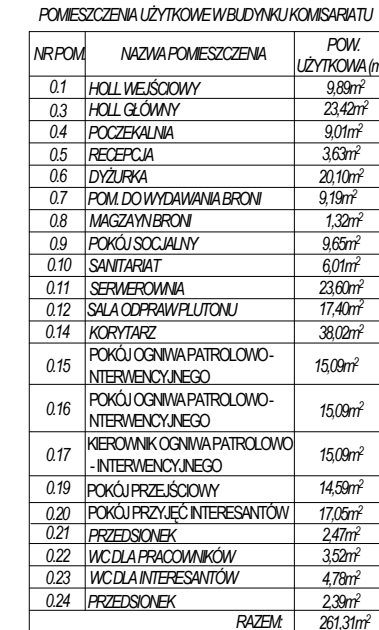 POMIESZCZENIA UŻYTKOWE W BUDYNKU KOMISARIATU
NR POM. NAZWA POMIESZCZENIA POW.
UŻYTKOWA (m
0.1 HOLL WEJŚCIOWY 9,89m²
0.3 HOLL GŁÓWNY 23,42m²
0.4 POCZEKALNIA 9,01m²
0.5 RECEPCJA 3,63m²
0.6 DYŻURKA 20,10m²
0.7 POM. DO WYDAWANIA BRONI 9,19m²
0.8 MAGZAYN BRONI 1,32m²
0.9 POKÓJ SOCJALNY 9,65m²
0.10 SANITARIAT 6,01m²
0.11 SERWEROWNIA 23,60m²
0.12 SALA ODPRAW PLUTONU 17,40m²
0.14 KORYTARZ 38,02m²
0.15 POKÓJ OGNIWA PATROLOWO-
NTERWENCYJNEGO 15,09m²
0.16 POKÓJ OGNIWA PATROLOWO-
NTERWENCYJNEGO 15,09m²
0.17 KIEROWNIK OGNIWA PATROLOWO
- INTERWENCYJNEGO 15,09m²
0.19 POKÓJ PRZEJŚCIOWY 14,59m²
0.20 POKÓJ PRZYJĘĆ INTERESANTÓW 17,05m²
0.21 PRZEDSIONEK 2,47m²
0.22 WC DLA PRACOWNIKÓW 3,52m²
0.23 WC DLA INTERESANTÓW 4,78m²
0.24 PRZEDSIONEK 2,39m²
RAZEM: 261,31m²